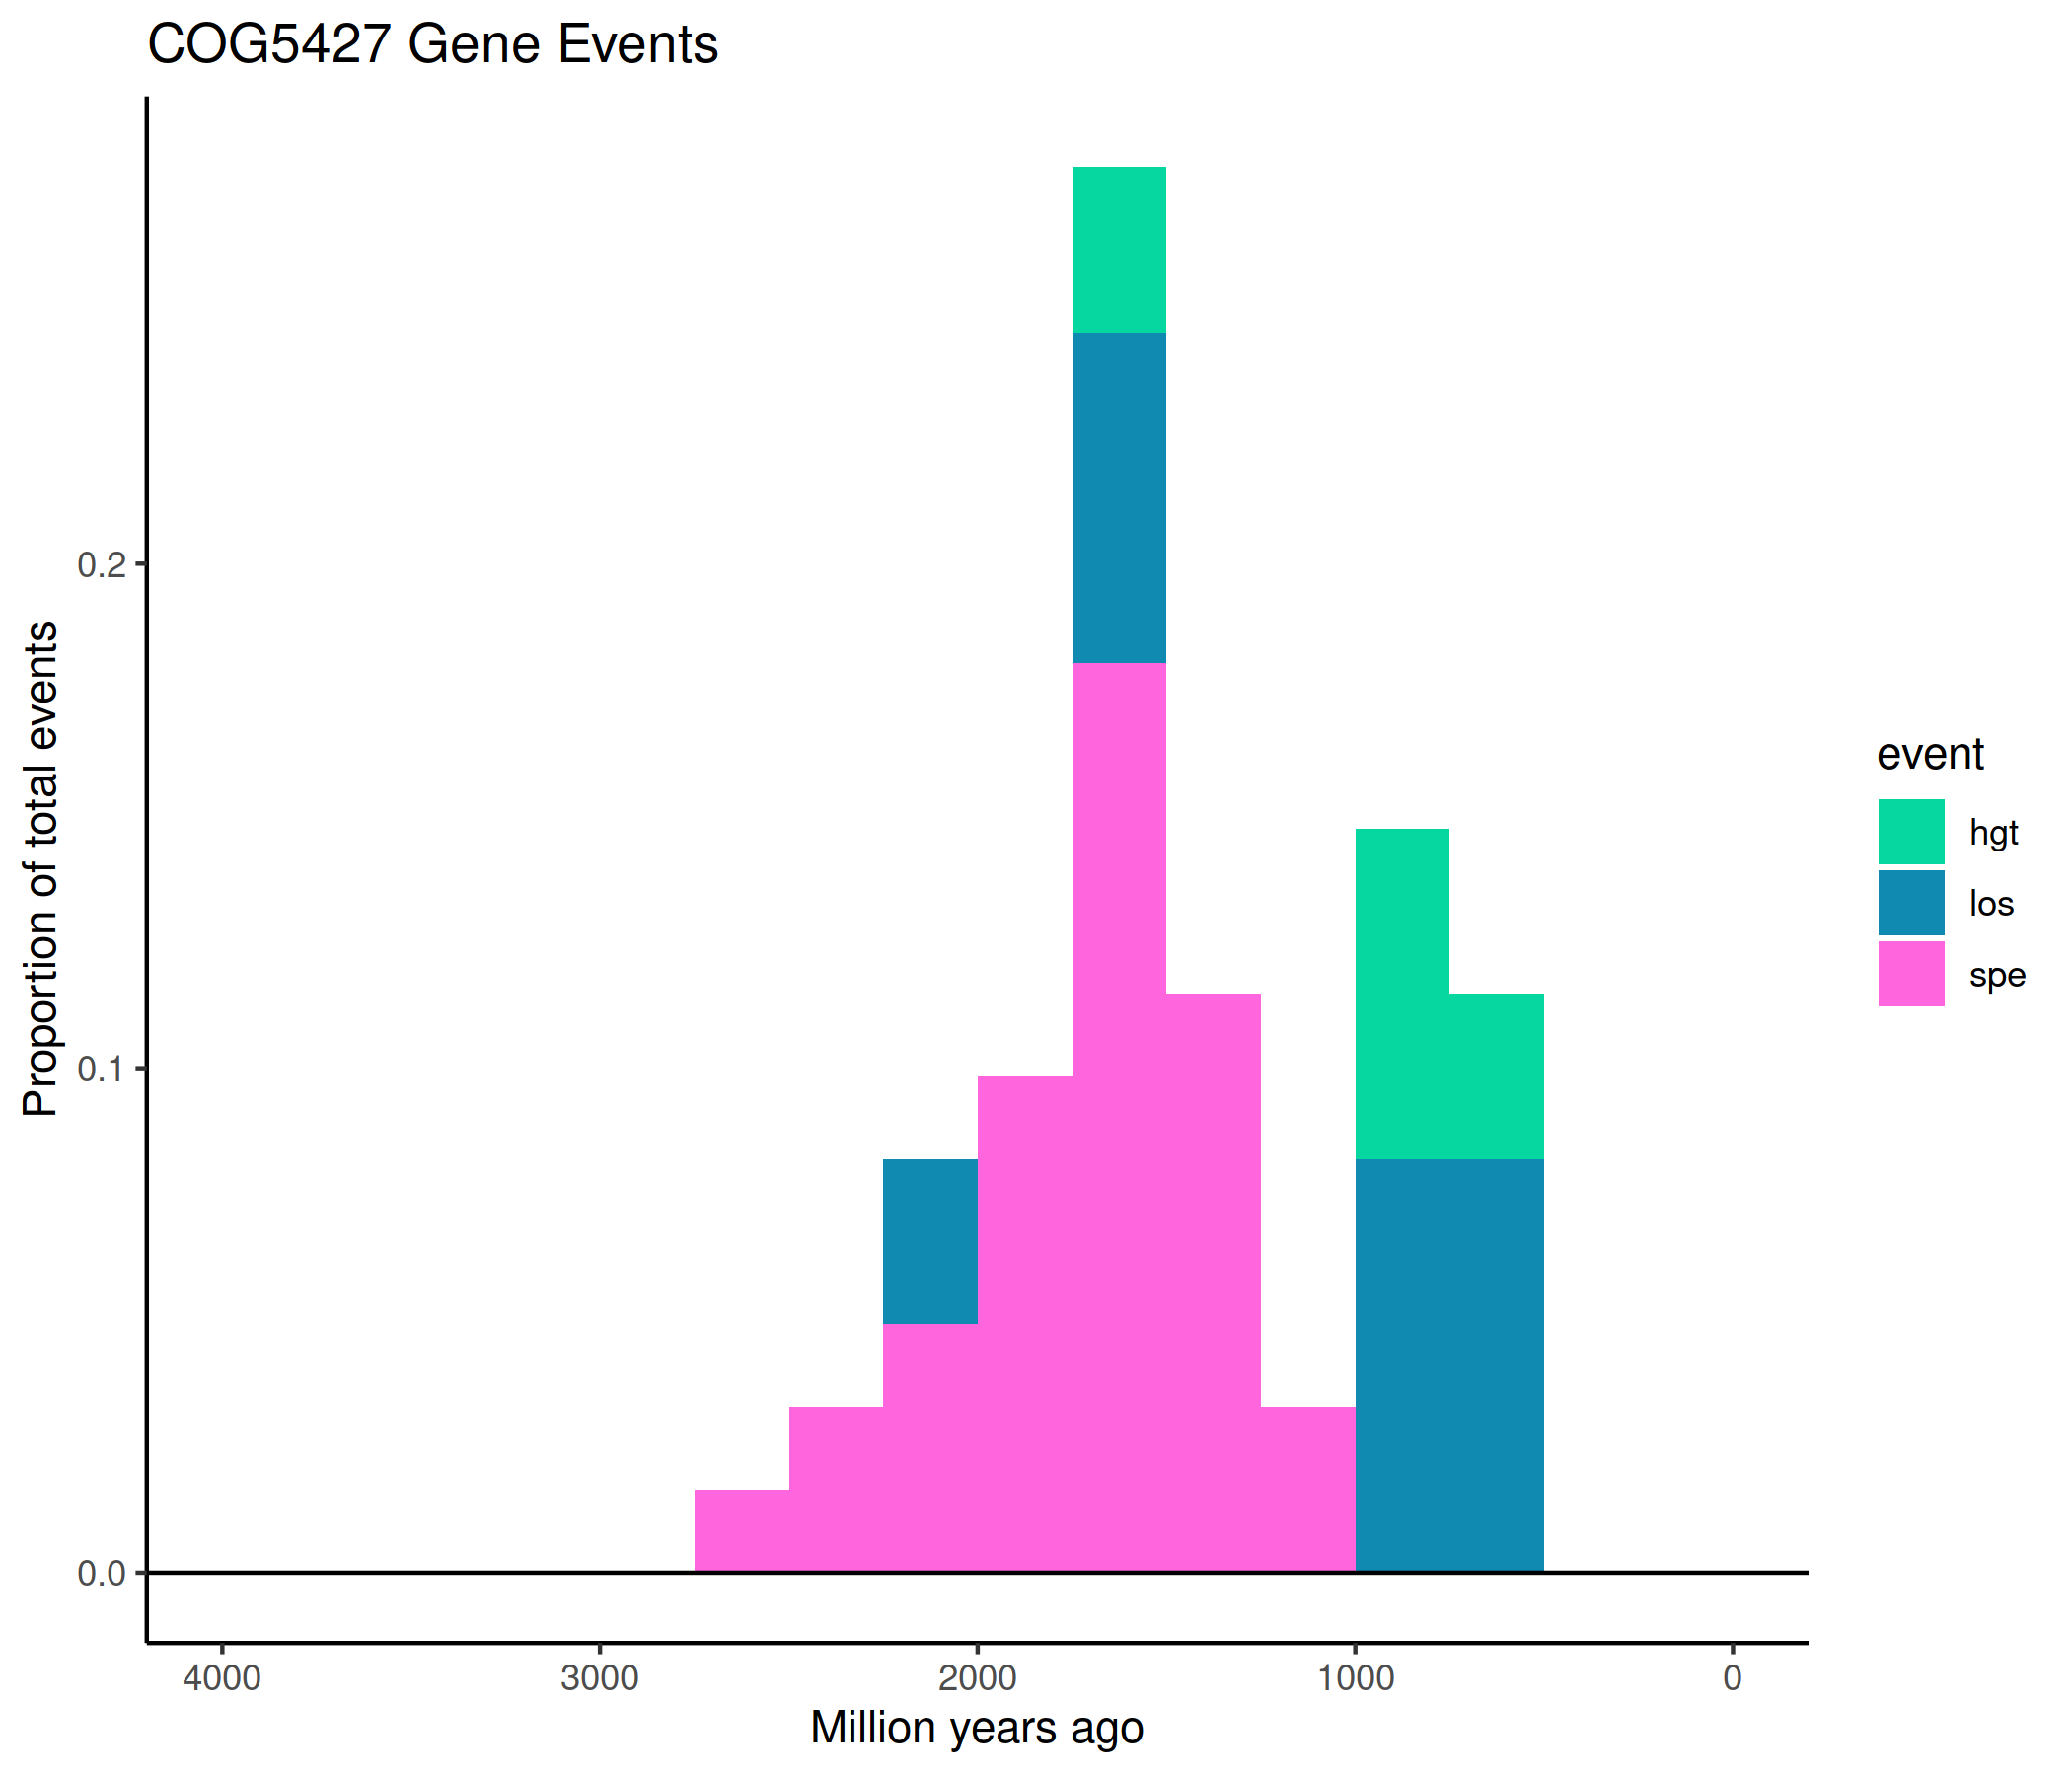 COG5427 Gene Events
Proportion of total events
0.2
0.1
0.0
4000 3000 2000 1000 0
Million years ago
event
hgt
los
spe